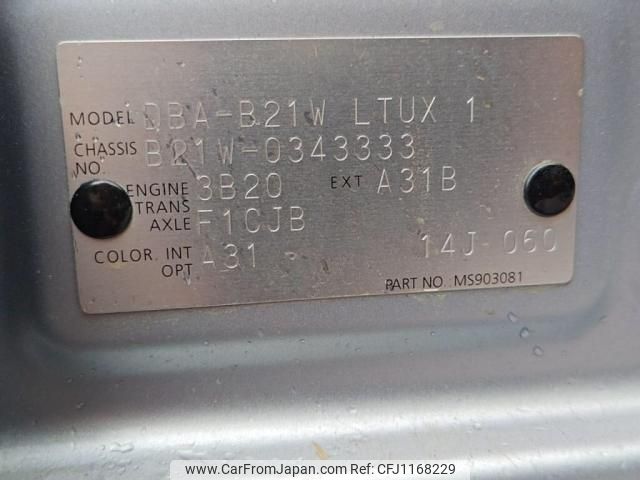 MODEL DBA-B21W LTUX 1
CHASSIS NO. B21W-0343333
ENGINE 3B20 EXT A31B
TRANS AXLE F1CJB
COLOR. INT OPT A31 14J 060
PART NO. MS903081
www.CarFromJapan.com - CFJ1168229